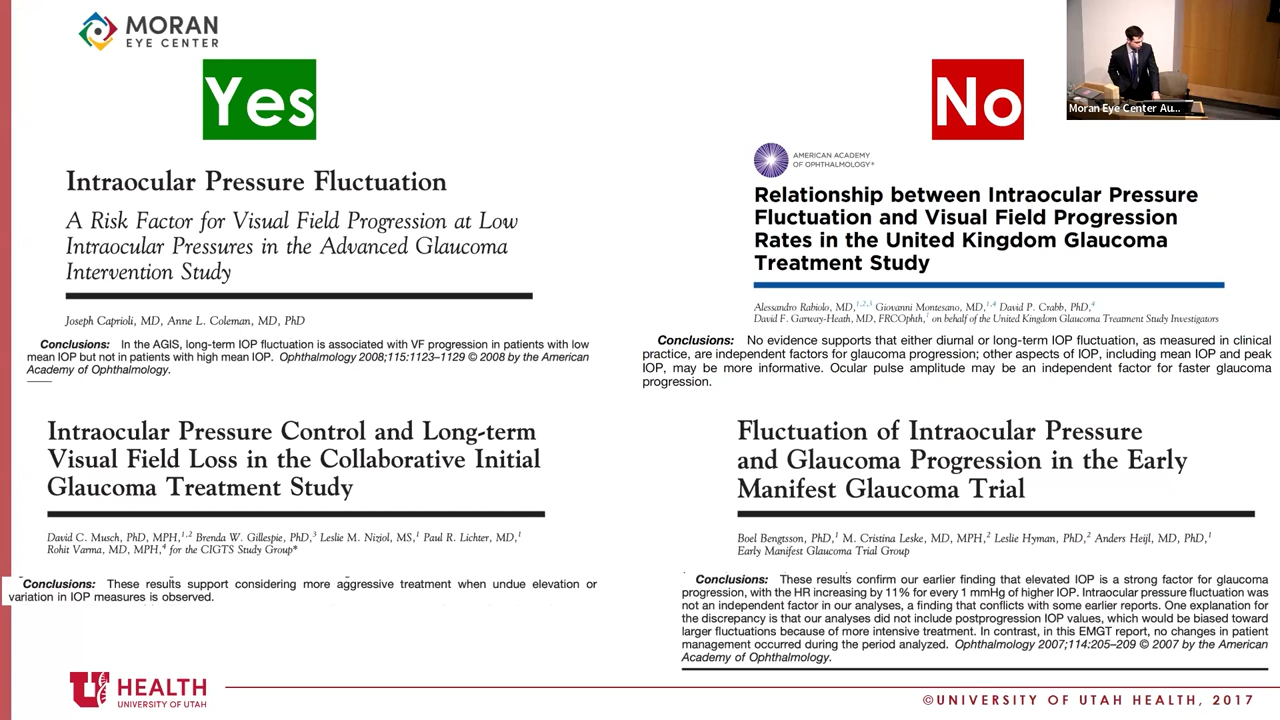 MORAN
EYE CENTER
Yes
No
Moran Eye Center Au...
Intraocular Pressure Fluctuation
A Risk Factor for Visual Field Progression at Low
Intraocular Pressures in the Advanced Glaucoma
Intervention Study
Joseph Caprioli, MD, Anne L. Coleman, MD, PhD
Conclusions: In the AGIS, long-term IOP fluctuation is associated with VF progression in patients with low
mean IOP but not in patients with high mean IOP. Ophthalmology 2008;115:1123–1129 © 2008 by the American
Academy of Ophthalmology.
AMERICAN ACADEMY
OF OPHTHALMOLOGY®
Relationship between Intraocular Pressure
Fluctuation and Visual Field Progression
Rates in the United Kingdom Glaucoma
Treatment Study
Alessandro Rabiolo, MD,1,2,3 Giovanni Montesano, MD,1,4 David P. Crabb, PhD,4
David F. Garway-Heath, MD, FRCOphth,1 on behalf of the United Kingdom Glaucoma Treatment Study Investigators
Conclusions: No evidence supports that either diurnal or long-term IOP fluctuation, as measured in clinical
practice, are independent factors for glaucoma progression; other aspects of IOP, including mean IOP and peak
IOP, may be more informative. Ocular pulse amplitude may be an independent factor for faster glaucoma
progression.
Intraocular Pressure Control and Long-term
Visual Field Loss in the Collaborative Initial
Glaucoma Treatment Study
David C. Musch, PhD, MPH,1,2 Brenda W. Gillespie, PhD,3 Leslie M. Niziol, MS,1 Paul R. Lichter, MD,1
Rohit Varma, MD, MPH,4 for the CIGTS Study Group*
Conclusions: These results support considering more aggressive treatment when undue elevation or
variation in IOP measures is observed.
Fluctuation of Intraocular Pressure
and Glaucoma Progression in the Early
Manifest Glaucoma Trial
Boel Bengtsson, PhD,1 M. Cristina Leske, MD, MPH,2 Leslie Hyman, PhD,2 Anders Heijl, MD, PhD,1
Early Manifest Glaucoma Trial Group
Conclusions: These results confirm our earlier finding that elevated IOP is a strong factor for glaucoma
progression, with the HR increasing by 11% for every 1 mmHg of higher IOP. Intraocular pressure fluctuation was
not an independent factor in our analyses, a finding that conflicts with some earlier reports. One explanation for
the discrepancy is that our analyses did not include postprogression IOP values, which would be biased toward
larger fluctuations because of more intensive treatment. In contrast, in this EMGT report, no changes in patient
management occurred during the period analyzed. Ophthalmology 2007;114:205–209 © 2007 by the American
Academy of Ophthalmology.
U HEALTH
UNIVERSITY OF UTAH
©UNIVERSITY OF UTAH HEALTH, 2017